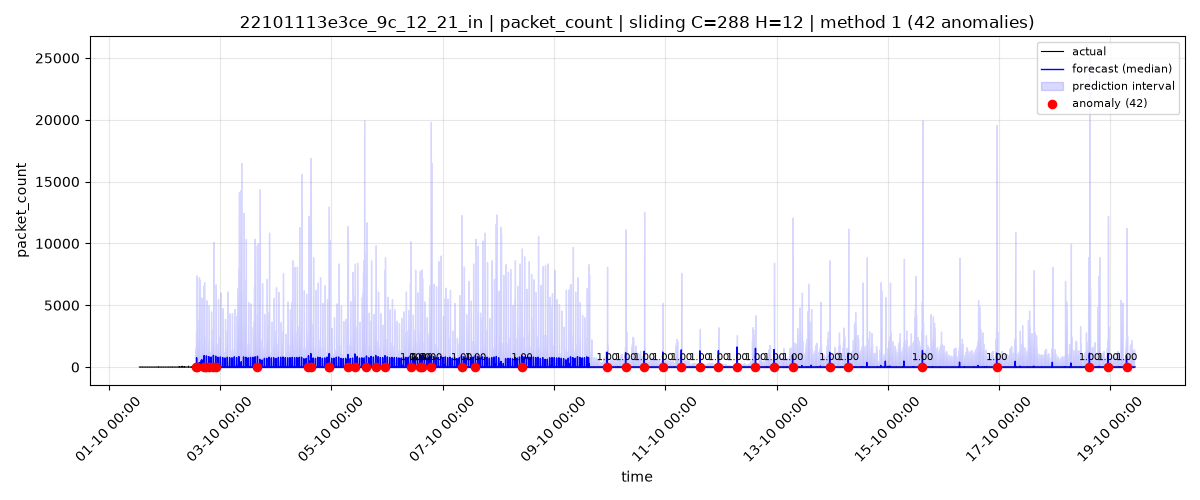 22101113e3ce_9c_12_21_in | packet_count | sliding C=288 H=12 | method 1 (42 anomalies)
actual
forecast (median)
prediction interval
anomaly (42)
packet_count
25000
20000
15000
10000
5000
0
1.00 1.00 1.00 1.00 1.00 1.00 1.00 1.00 1.00 1.00 1.00 1.00 1.00 1.00 1.00 1.00 1.00 1.00 1.00 1.00 1.00
01-10 00:00
03-10 00:00
05-10 00:00
07-10 00:00
09-10 00:00
11-10 00:00
13-10 00:00
15-10 00:00
17-10 00:00
19-10 00:00
time